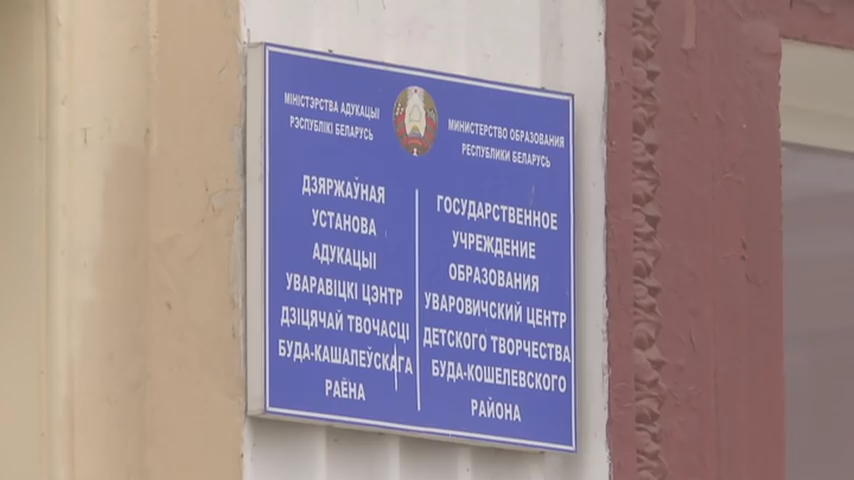 МІНІСТЭРСТВА АДУКАЦЫІ
РЭСПУБЛІКІ БЕЛАРУСЬ
ДЗЯРЖАЎНАЯ
УСТАНОВА
АДУКАЦЫІ
УВАРАВІЦКІ ЦЭНТР
ДЗІЦЯЧАЙ ТВОЧАСЦІ
БУДА-КАШАЛЕЎСКАГА
РАЁНА
МИНИСТЕРСТВО ОБРАЗОВАНИЯ
РЕСПУБЛИКИ БЕЛАРУСЬ
ГОСУДАРСТВЕННОЕ
УЧРЕЖДЕНИЕ
ОБРАЗОВАНИЯ
УВАРОВИЧСКИЙ ЦЕНТР
ДЕТСКОГО ТВОРЧЕСТВА
БУДА-КОШЕЛЕВСКОГО
РАЙОНА